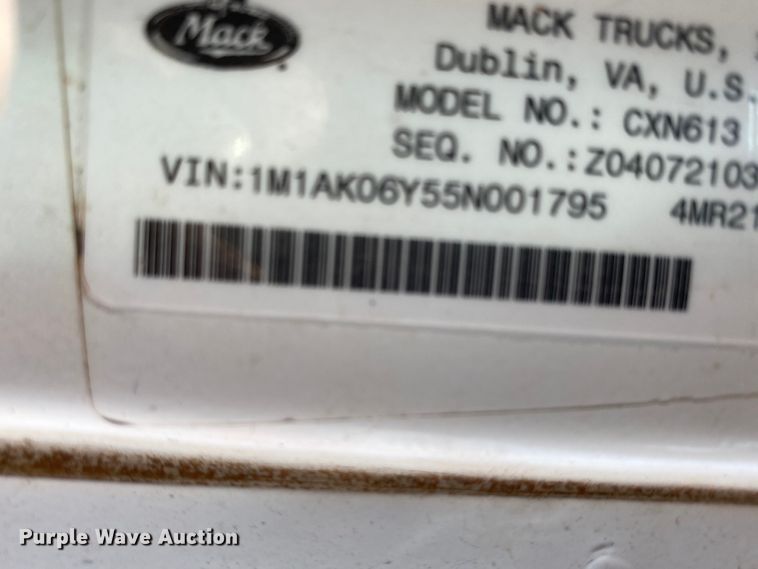 Mack
MACK TRUCKS,
Dublin, VA, U.S.
MODEL NO.: CXN613
SEQ. NO.:Z04072103
VIN:1M1AK06Y55N001795 4MR21
Purple Wave Auction